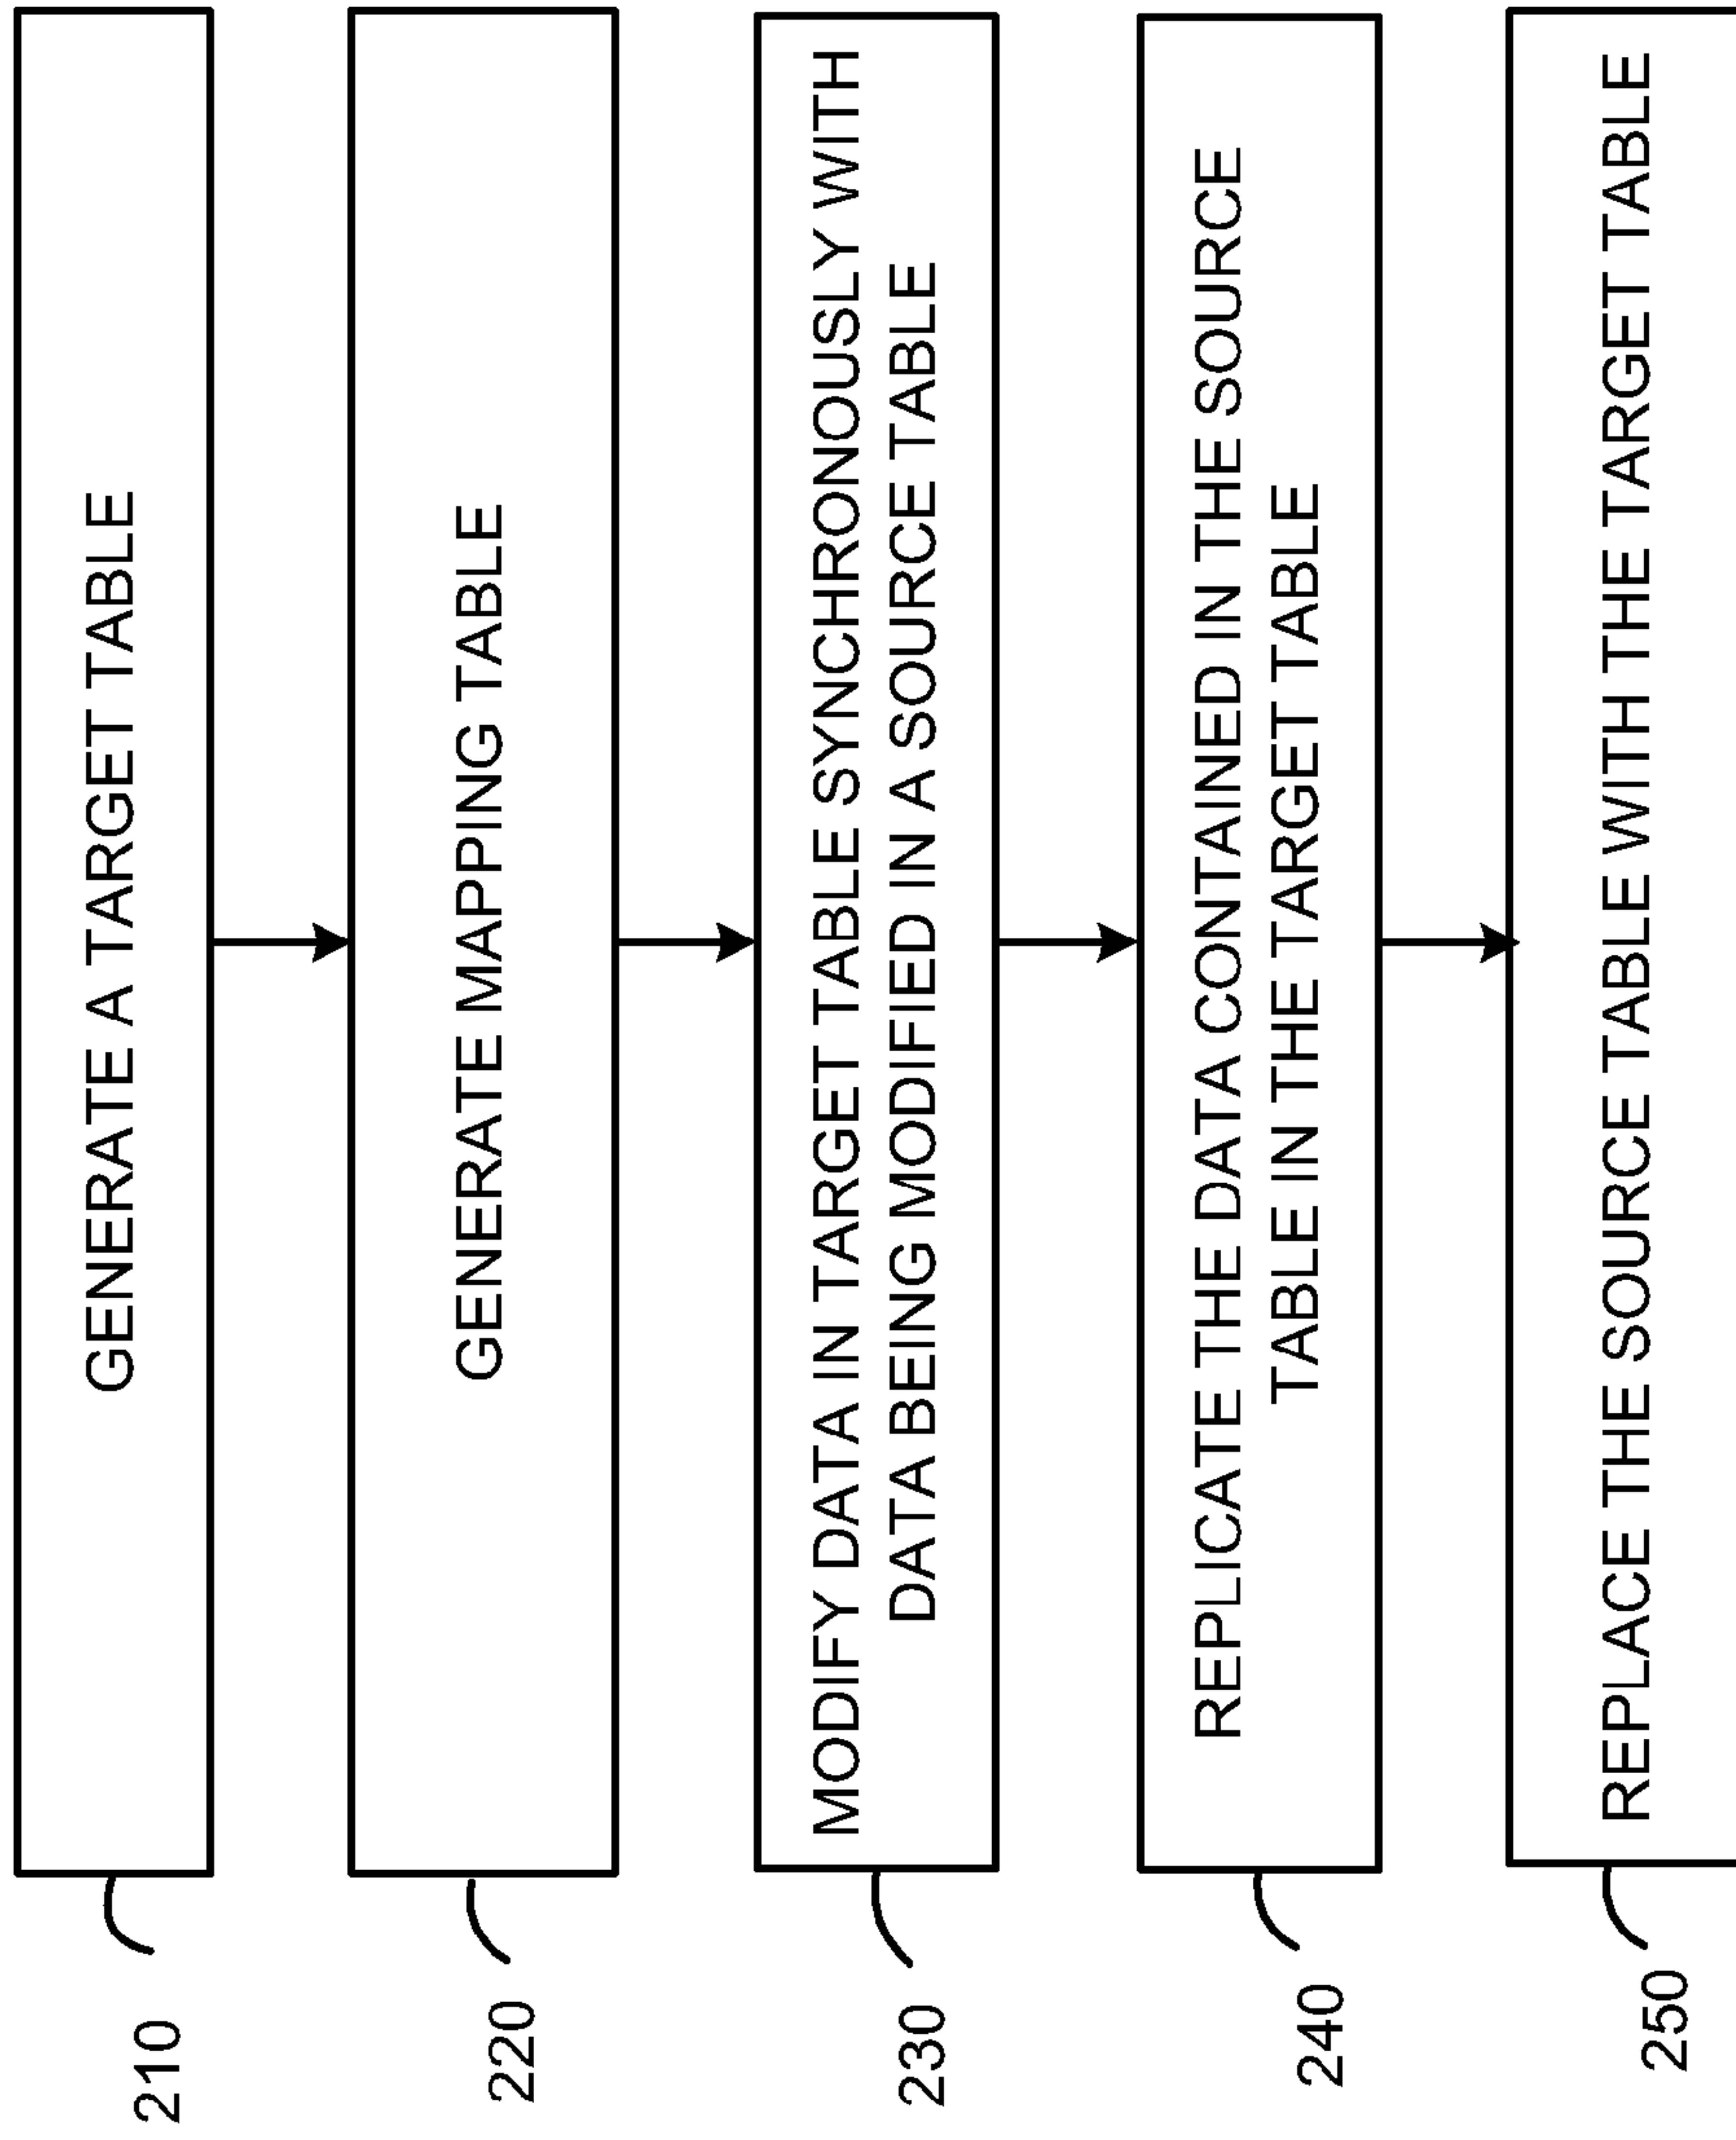 210
GENERATE A TARGET TABLE
220
GENERATE MAPPING TABLE
230
MODIFY DATA IN TARGET TABLE SYNCHRONOUSLY WITH
DATA BEING MODIFIED IN A SOURCE TABLE
240
REPLICATE THE DATA CONTAINED IN THE SOURCE
TABLE IN THE TARGET TABLE
250
REPLACE THE SOURCE TABLE WITH THE TARGET TABLE